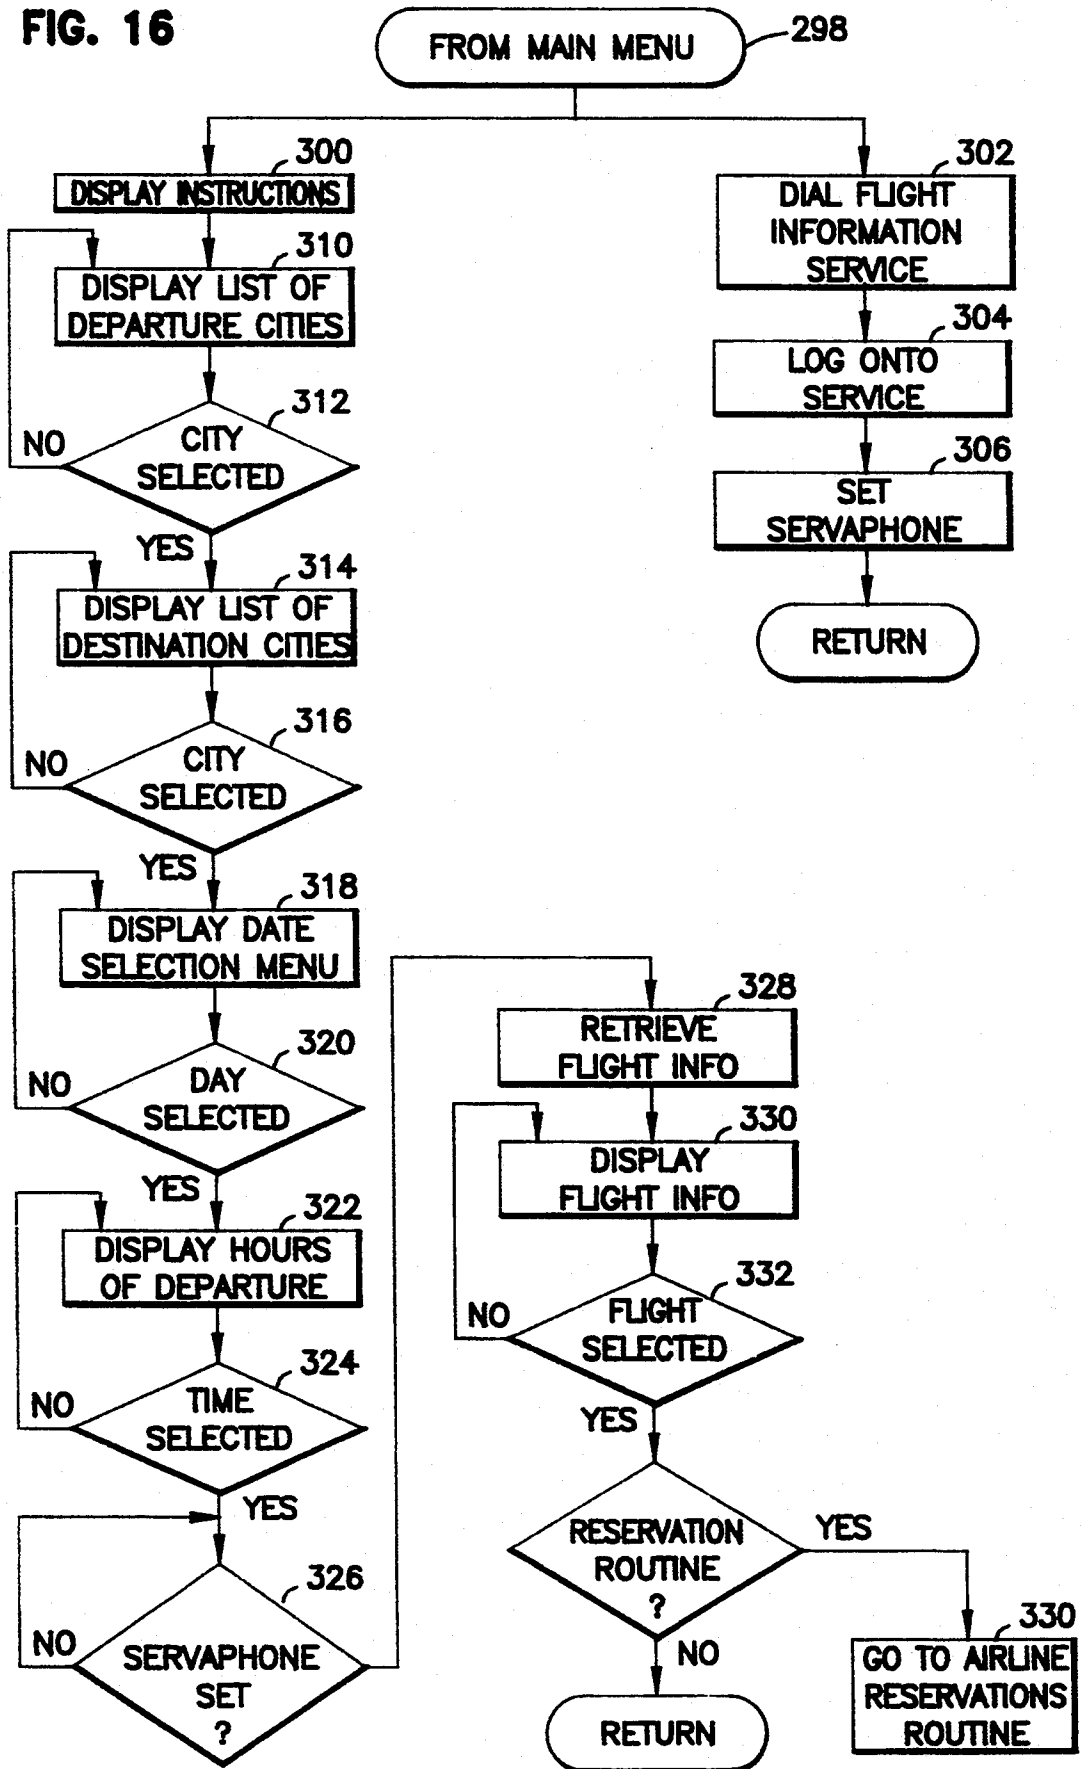 FIG. 16
FROM MAIN MENU
298
300
DISPLAY INSTRUCTIONS
310
DISPLAY LIST OF
DEPARTURE CITIES
312
CITY
SELECTED
NO
YES
314
DISPLAY LIST OF
DESTINATION CITIES
316
CITY
SELECTED
NO
YES
318
DISPLAY DATE
SELECTION MENU
320
DAY
SELECTED
NO
YES
322
DISPLAY HOURS
OF DEPARTURE
324
TIME
SELECTED
NO
YES
326
SERVAPHONE
SET
?
NO
302
DIAL FLIGHT
INFORMATION
SERVICE
304
LOG ONTO
SERVICE
306
SET
SERVAPHONE
RETURN
328
RETRIEVE
FLIGHT INFO
330
DISPLAY
FLIGHT INFO
332
FLIGHT
SELECTED
NO
YES
RESERVATION
ROUTINE
?
YES
NO
330
GO TO AIRLINE
RESERVATIONS
ROUTINE
RETURN